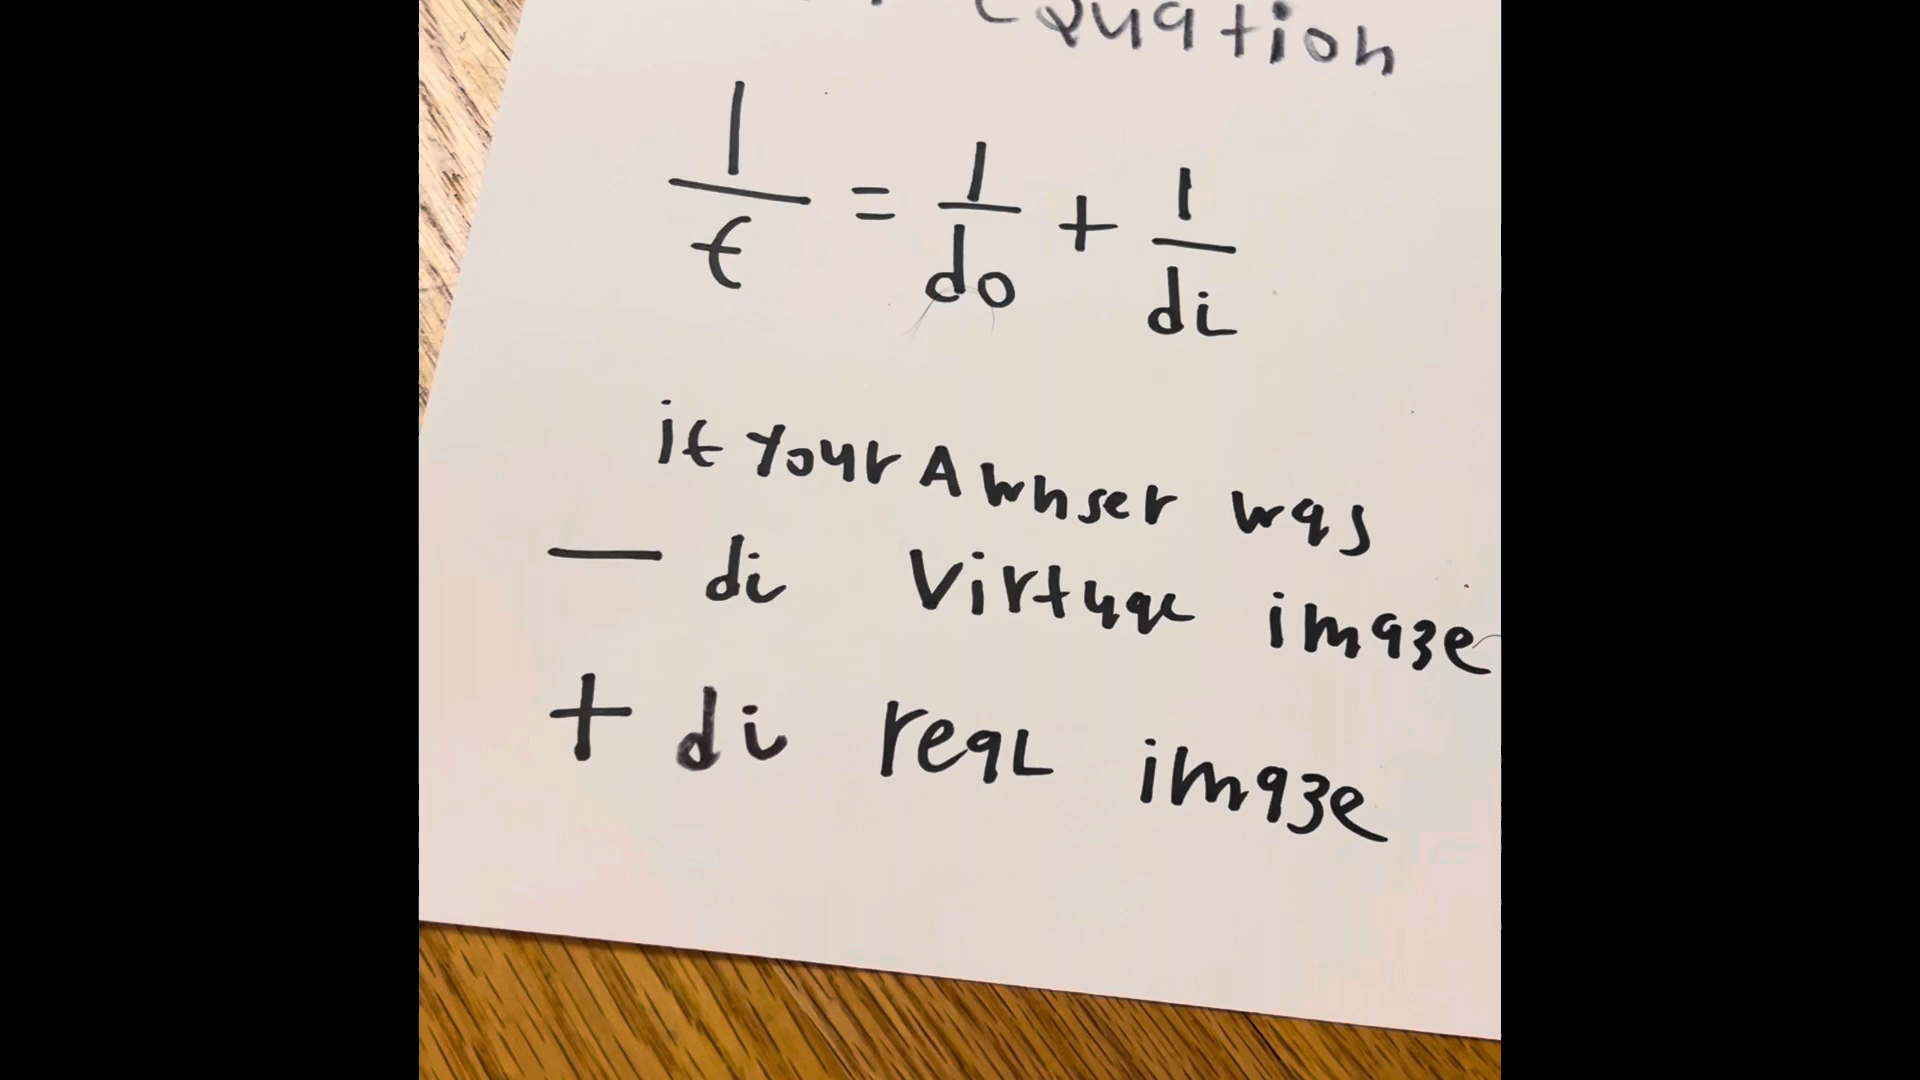 Equation
1/f = 1/do + 1/di
if Your Awnser was
— di Virtual image
+ di real image